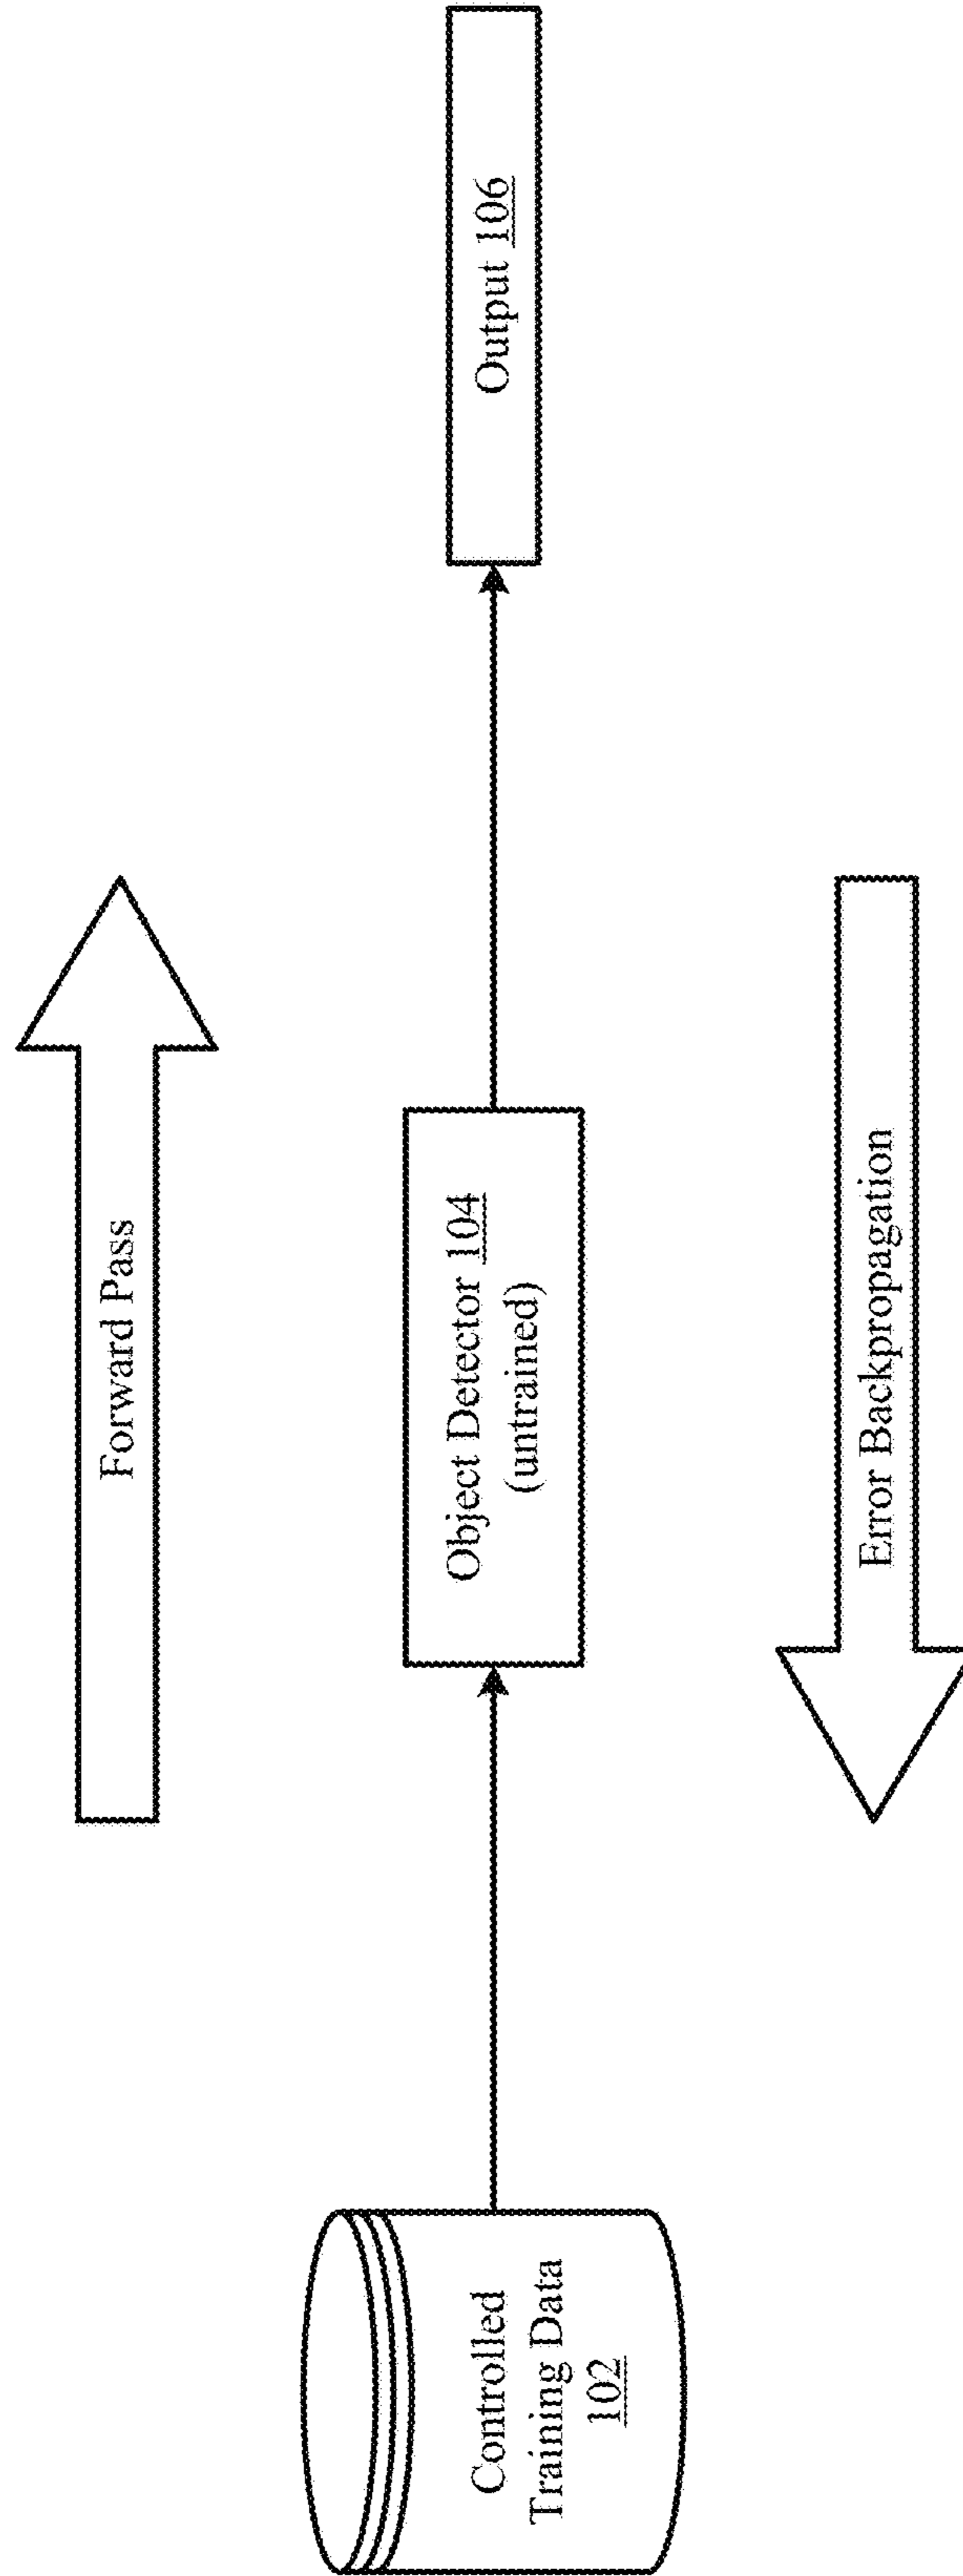 Forward Pass
Controlled
Training Data
102
Object Detector 104
(untrained)
Output 106
Error Backpropagation